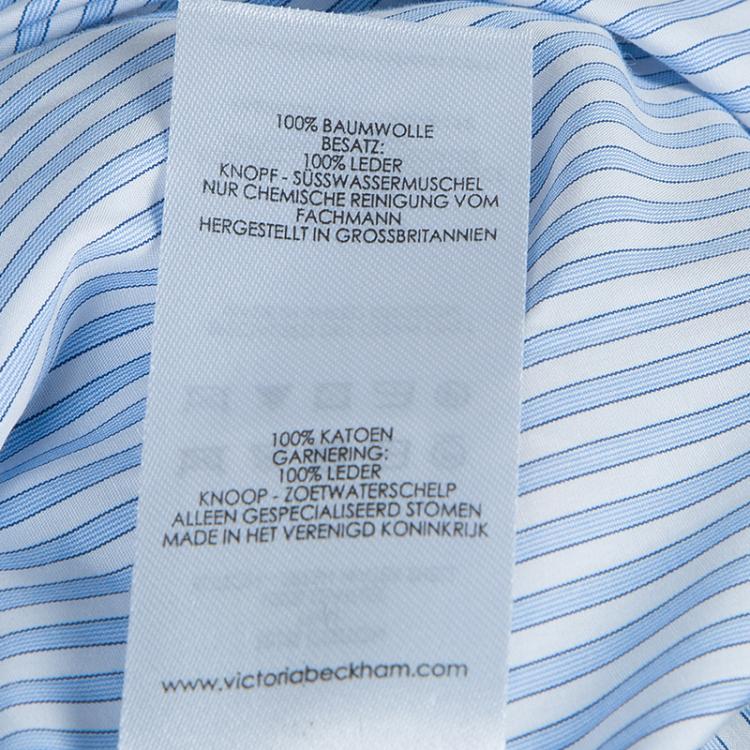 100% BAUMWOLLE
BESATZ:
100% LEDER
KNOPF - SÜSSWASSERMUSCHEL
NUR CHEMISCHE REINIGUNG VOM
FACHMANN
HERGESTELLT IN GROSSBRITANNIEN
100% KATOEN
GARNERING:
100% LEDER
KNOOP - ZOETWATERSCHELP
ALLEEN GESPECIALISEERD STOMEN
MADE IN HET VERENIGD KONINKRIJK
www.victoriabeckham.com